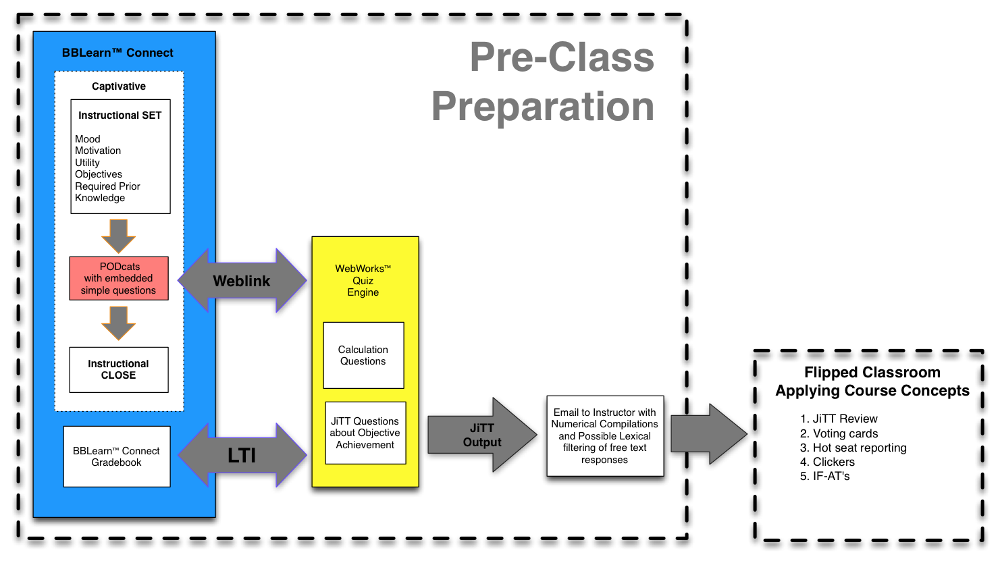 Pre-Class
Preparation
BBLearn™ Connect
Captivative
Instructional SET
Mood
Motivation
Utility
Objectives
Required Prior
Knowledge
PODcats
with embedded
simple questions
Instructional
CLOSE
BBLearn™ Connect
Gradebook
Weblink
LTI
WebWorks™
Quiz
Engine
Calculation
Questions
JiTT Questions
about Objective
Achievement
JiTT
Output
Email to Instructor with
Numerical Compilations
and Possible Lexical
filtering of free text
responses
Flipped Classroom
Applying Course Concepts
1. JiTT Review
2. Voting cards
3. Hot seat reporting
4. Clickers
5. IF-AT's